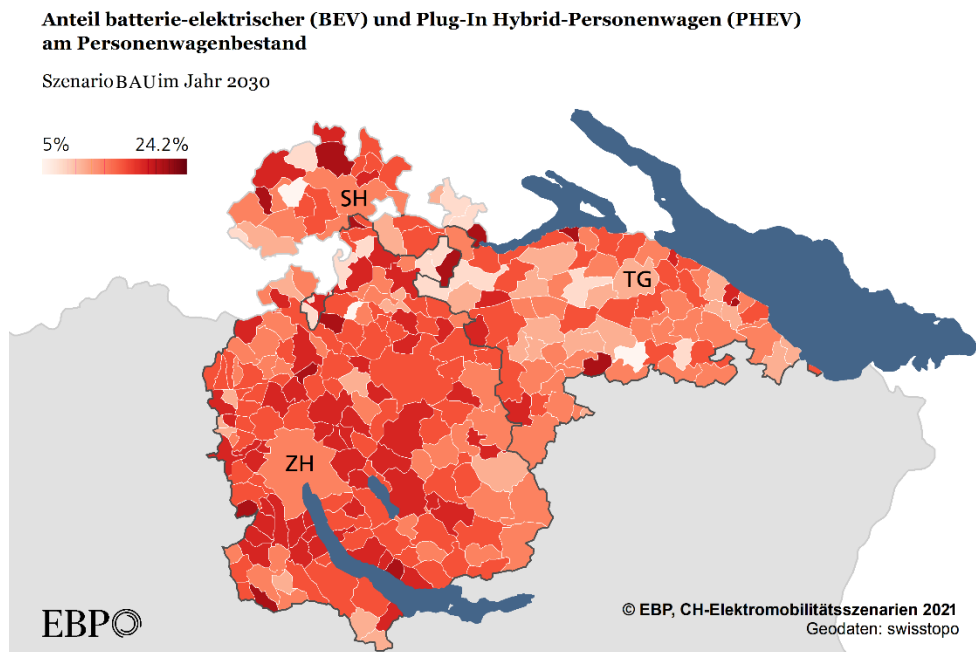 Anteil batterie-elektrischer (BEV) und Plug-In Hybrid-Personenwagen (PHEV)
am Personenwagenbestand
Szenario BAU im Jahr 2030
5% 24.2%
SH
TG
ZH
EBP
© EBP, CH-Elektromobilitätsszenarien 2021
Geodaten: swisstopo